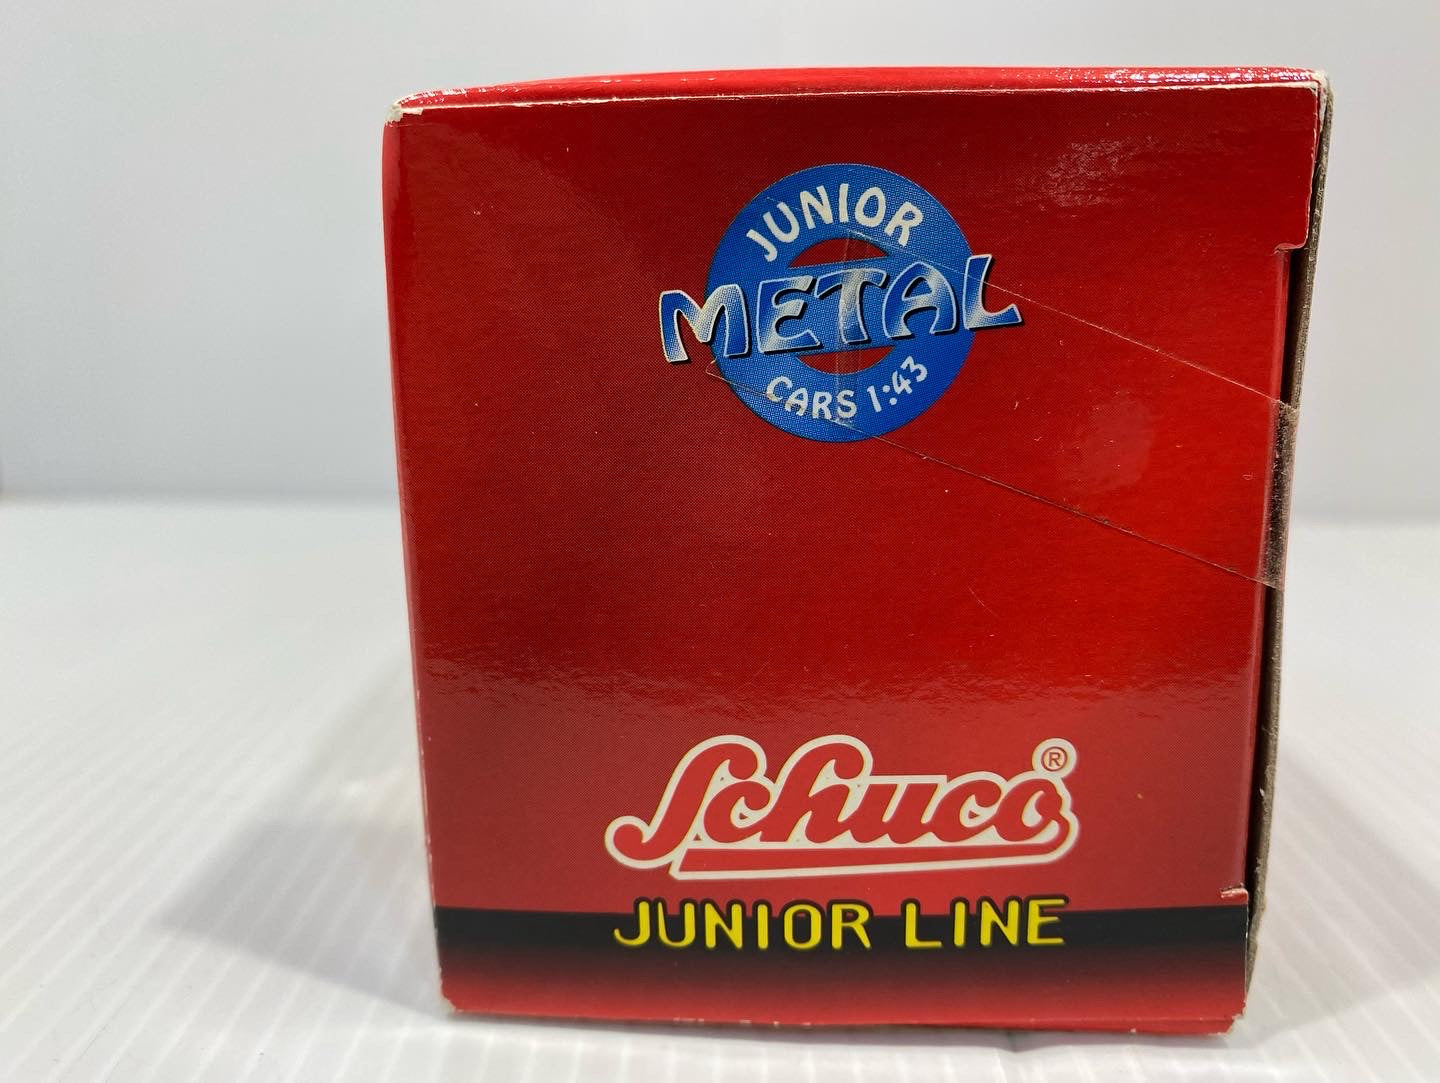 JUNIOR
METAL
CARS 1:43
Schuco®
JUNIOR LINE